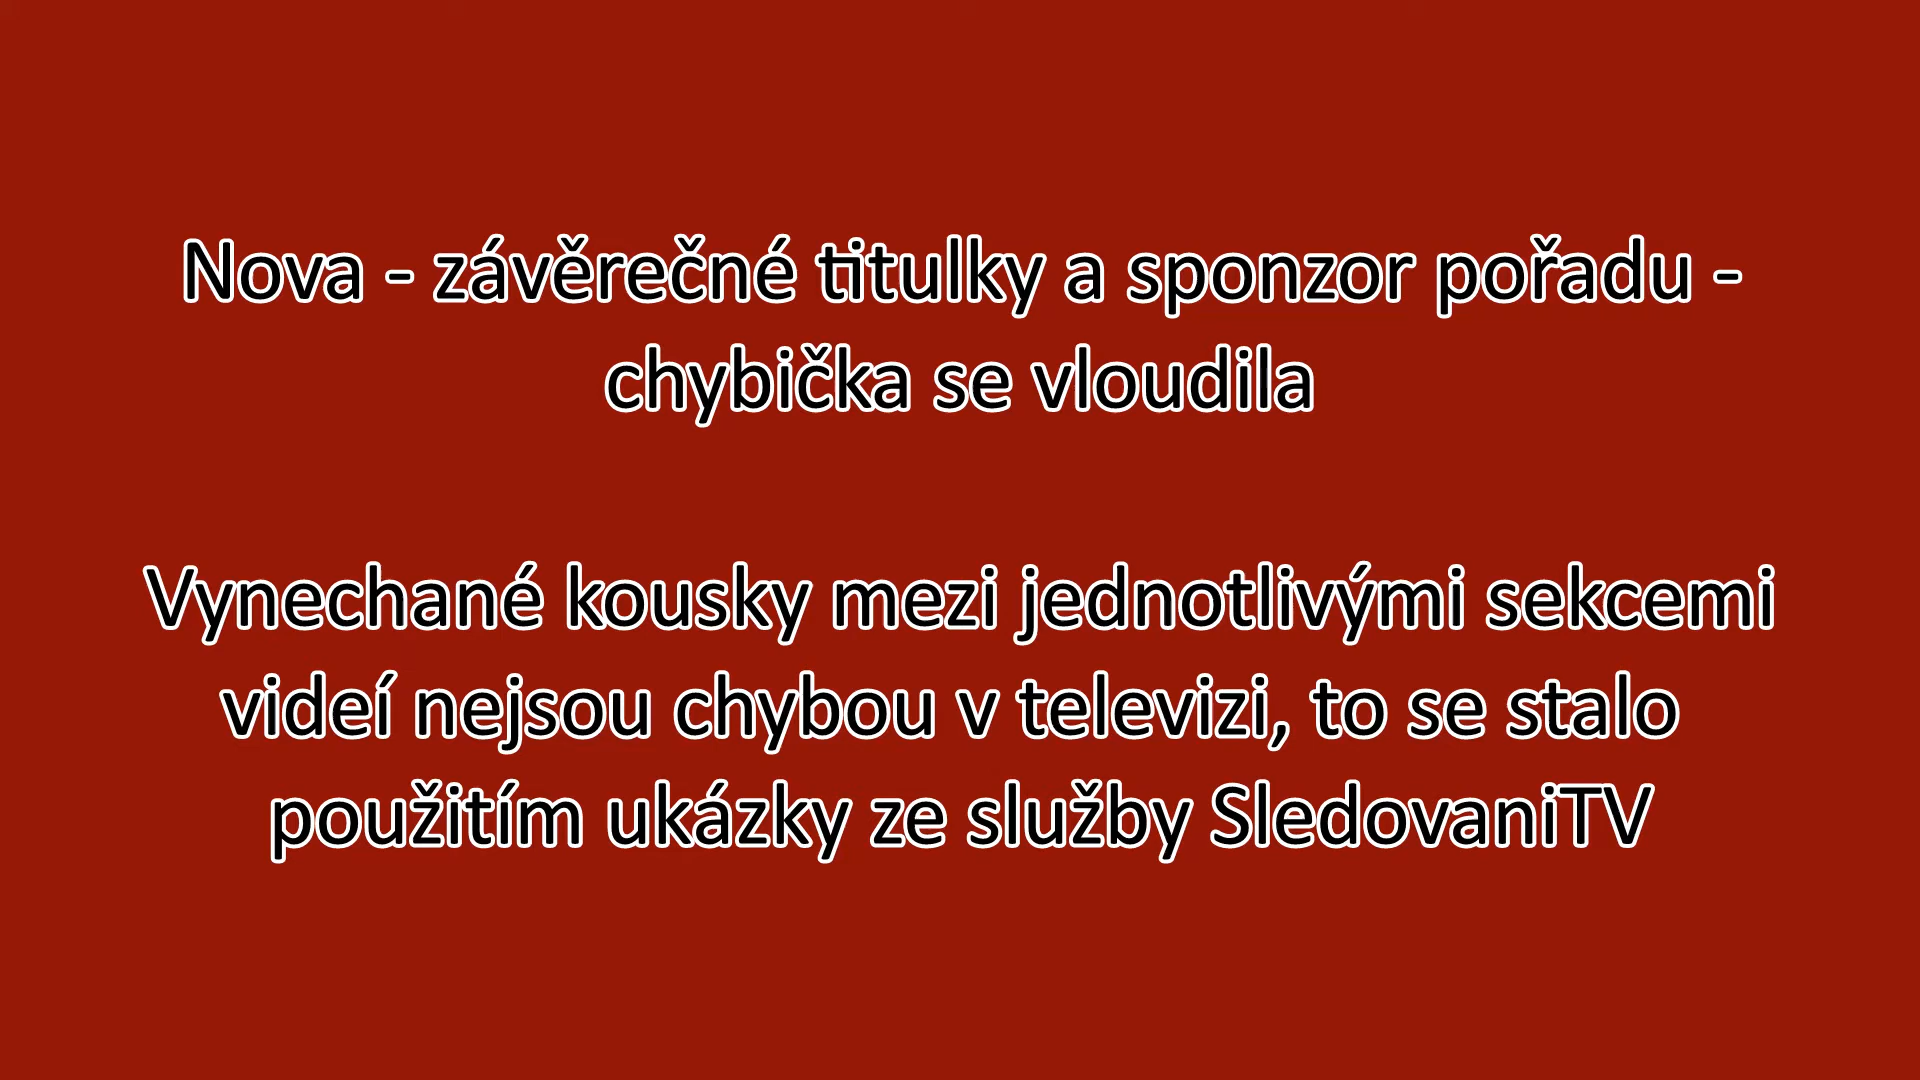 Nova - závěrečné titulky a sponzor pořadu -
chybička se vloudila
Vynechané kousky mezi jednotlivými sekcemi
videí nejsou chybou v televizi, to se stalo
použitím ukázky ze služby SledovaniTV